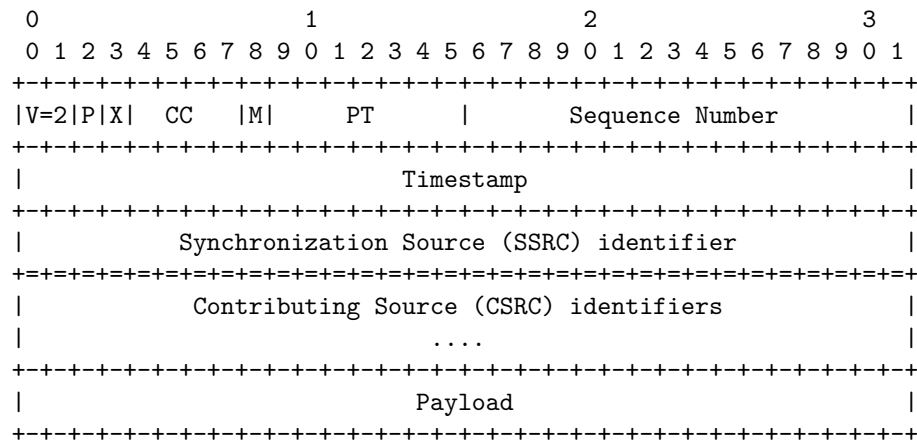 0                   1                   2                   3
 0 1 2 3 4 5 6 7 8 9 0 1 2 3 4 5 6 7 8 9 0 1 2 3 4 5 6 7 8 9 0 1
+-+-+-+-+-+-+-+-+-+-+-+-+-+-+-+-+-+-+-+-+-+-+-+-+-+-+-+-+-+-+-+-+
|V=2|P|X|  CC   |M|     PT      |       Sequence Number         |
+-+-+-+-+-+-+-+-+-+-+-+-+-+-+-+-+-+-+-+-+-+-+-+-+-+-+-+-+-+-+-+-+
|                           Timestamp                           |
+-+-+-+-+-+-+-+-+-+-+-+-+-+-+-+-+-+-+-+-+-+-+-+-+-+-+-+-+-+-+-+-+
|           Synchronization Source (SSRC) identifier            |
+=+=+=+=+=+=+=+=+=+=+=+=+=+=+=+=+=+=+=+=+=+=+=+=+=+=+=+=+=+=+=+=+
|            Contributing Source (CSRC) identifiers             |
|                             ....                              |
+-+-+-+-+-+-+-+-+-+-+-+-+-+-+-+-+-+-+-+-+-+-+-+-+-+-+-+-+-+-+-+-+
|                            Payload                            |
+-+-+-+-+-+-+-+-+-+-+-+-+-+-+-+-+-+-+-+-+-+-+-+-+-+-+-+-+-+-+-+-+